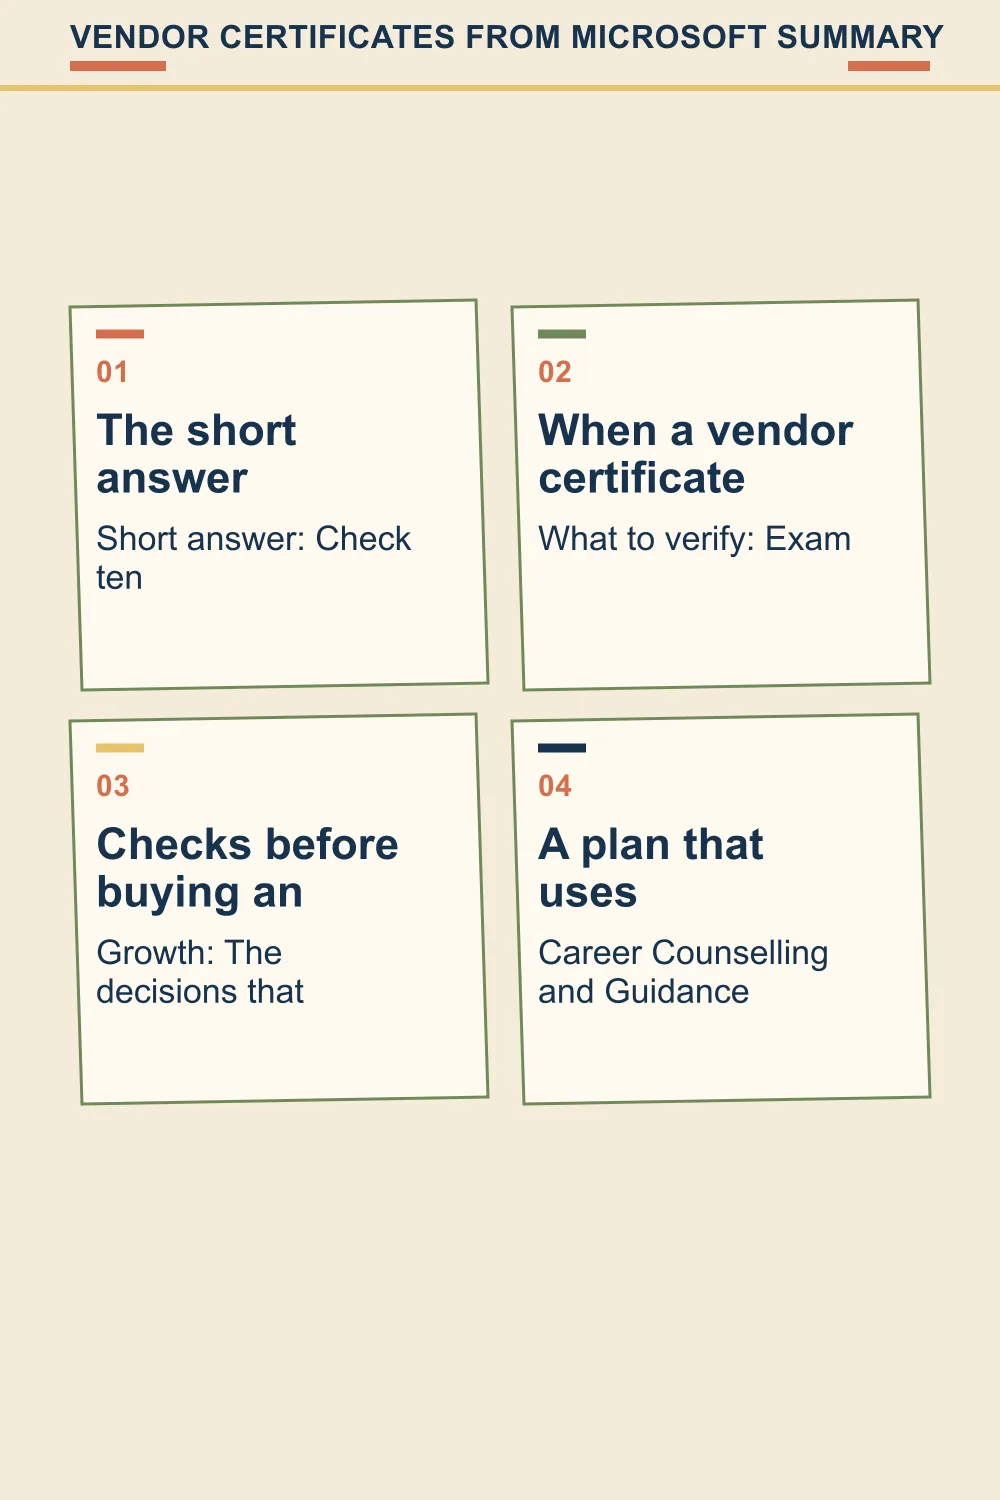 VENDOR CERTIFICATES FROM MICROSOFT SUMMARY
01
The short
answer
Short answer: Check
ten
02
When a vendor
certificate
What to verify: Exam
03
Checks before
buying an
Growth: The
decisions that
04
A plan that
uses
Career Counselling
and Guidance